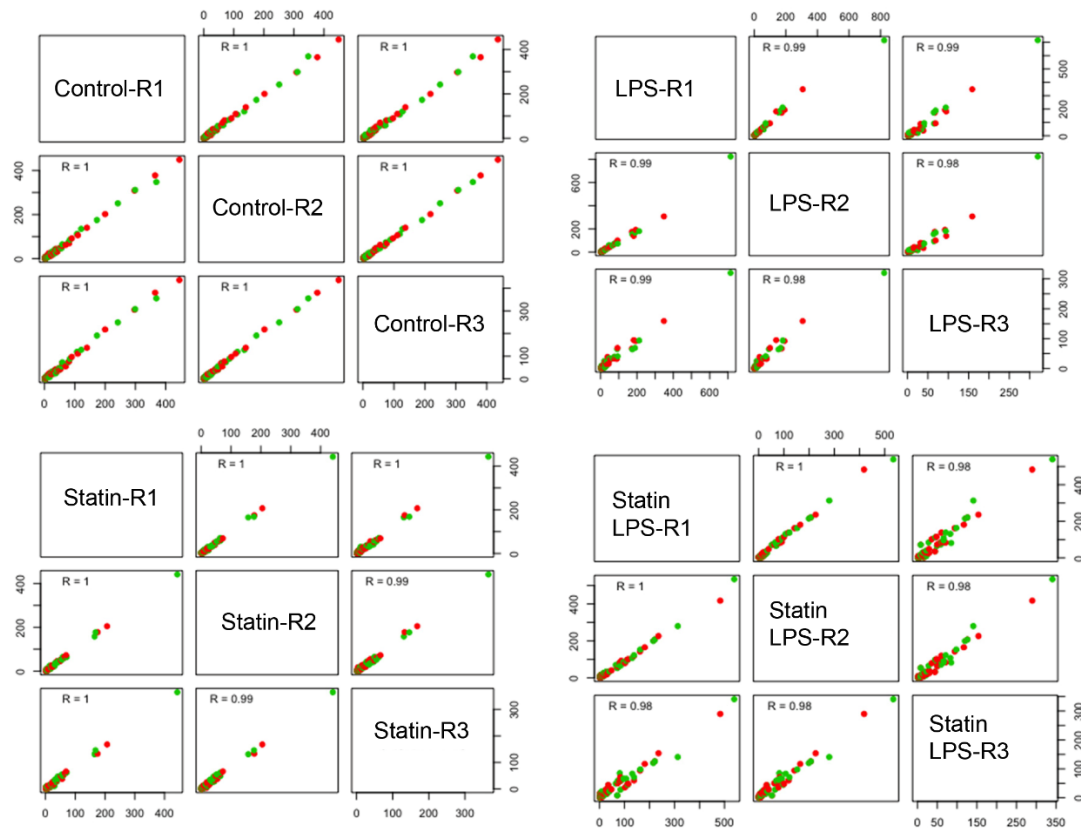 0 100 300 400
0 200 400 600 800
R = 1
R = 1
R = 0.99
R = 0.99
Control-R1
LPS-R1
0 200 400
0 200 600
R = 1
R = 1
R = 0.99
R = 0.98
0 200 400
Control-R2
0 200 600
LPS-R2
R = 1
R = 1
R = 0.99
R = 0.98
Control-R3
LPS-R3
0 100 300
0 100 200 300
0 100 200 300 400
0 100 200 300 400
0 200 400 600
0 50 150 250
0 100 200 300 400
0 100 300 500
R = 1
R = 1
R = 1
R = 0.98
Statin-R1
Statin
LPS-R1
0 200 400
0 200 400
R = 1
R = 0.99
R = 1
R = 0.98
0 200 400
Statin-R2
0 200 400
Statin
LPS-R2
R = 1
R = 0.99
R = 0.98
R = 0.98
Statin-R3
Statin
LPS-R3
0 100 300
0 100 200 300
0 100 200 300 400
0 100 200 300
0 100 300 500
0 50 150 250 350